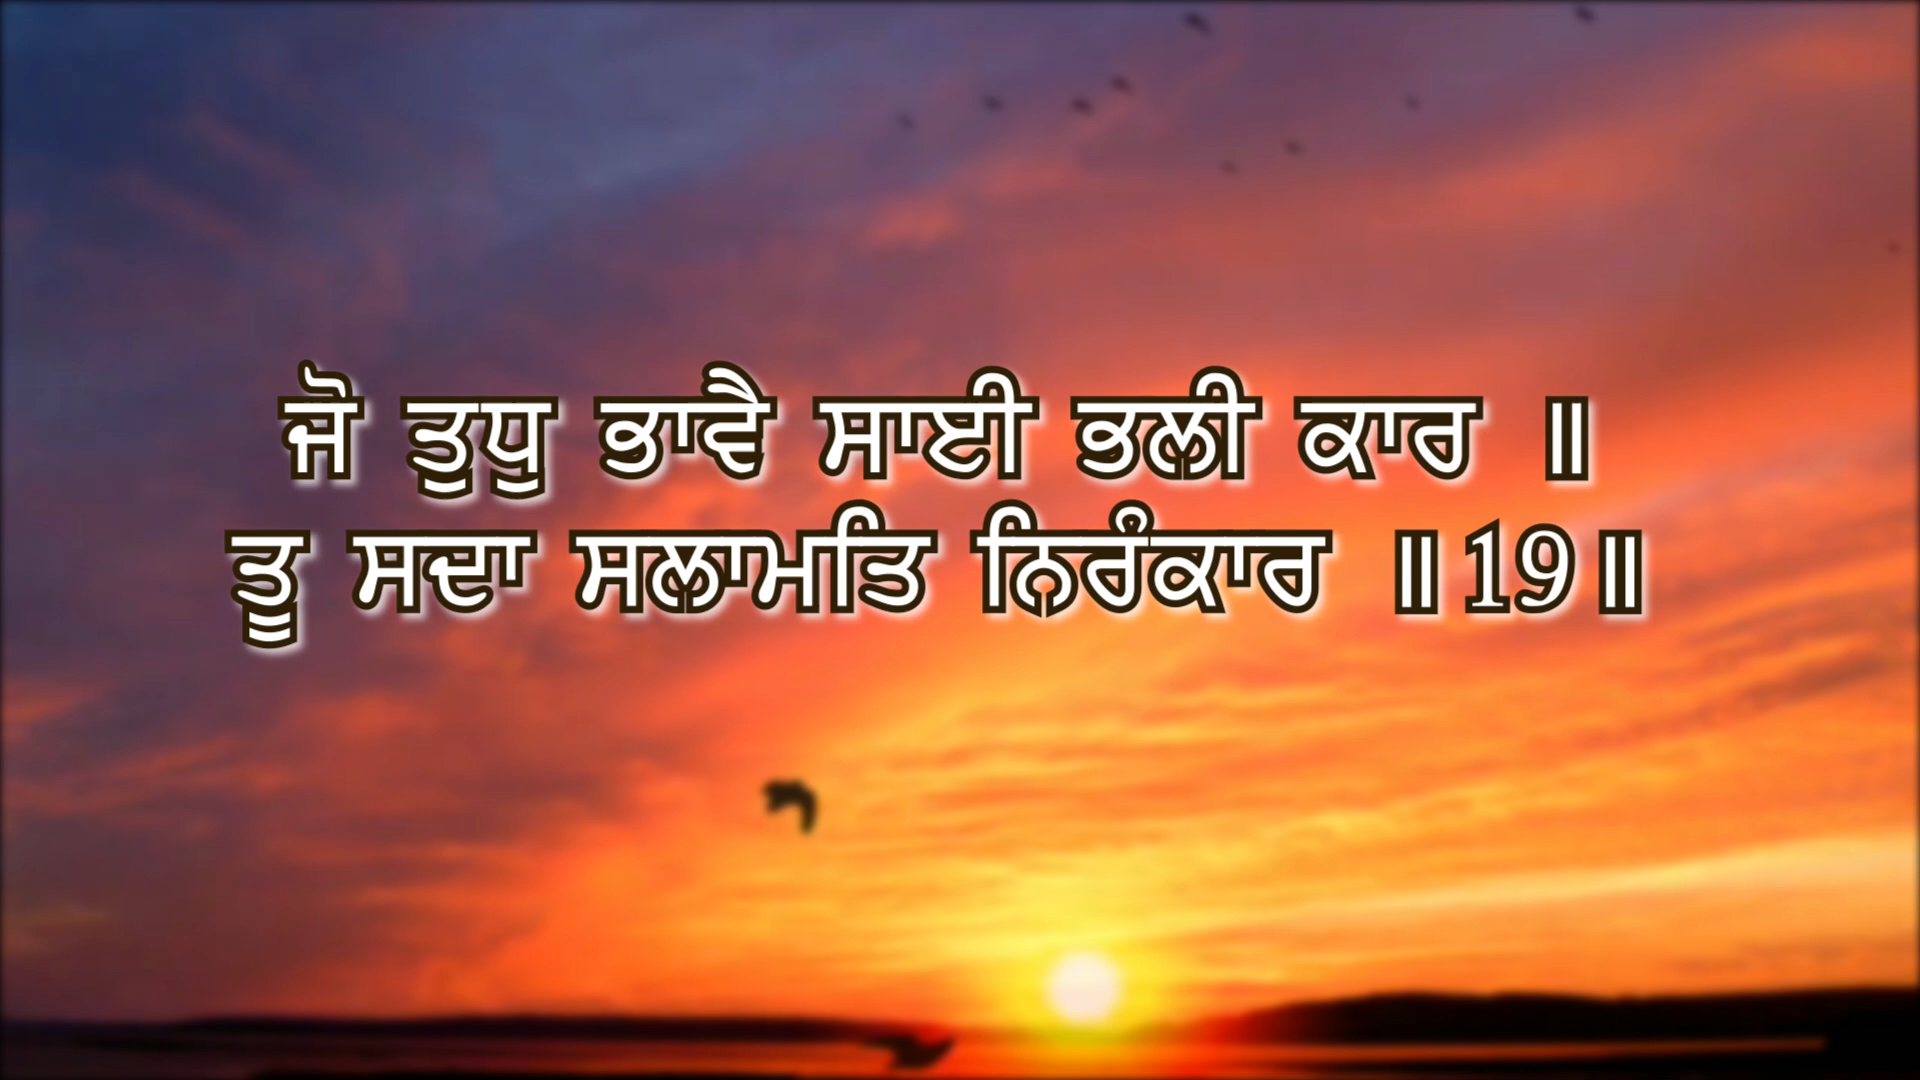 ਜੋ ਤੁਧੁ ਭਾਵੈ ਸਾਈ ਭਲੀ ਕਾਰ ॥
ਤੂ ਸਦਾ ਸਲਾਮਤਿ ਨਿਰੰਕਾਰ ॥19॥